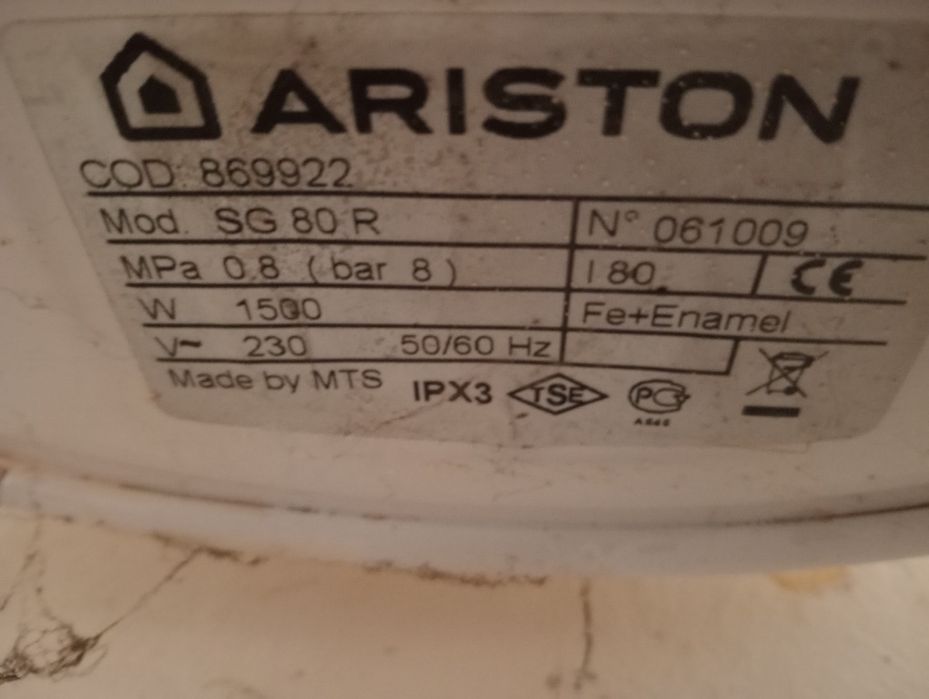 ARISTON
COD: 869922
Mod. SG 80 R N° 061009
MPa 0.8 ( bar 8 ) l 80 CE
W 1500 Fe+Enamel
V~ 230 50/60 Hz
Made by MTS IPX3 TSE PC